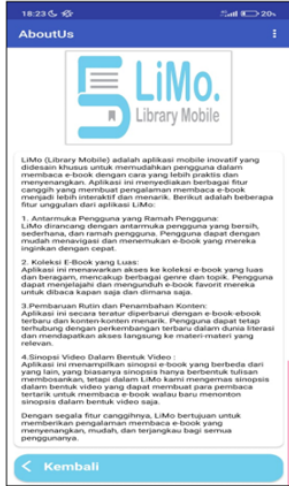 18:23
20%
AboutUs
LiMo.
Library Mobile
LiMo (Library Mobile) adalah aplikasi mobile inovatif yang
didesain khusus untuk memudahkan pengguna dalam
membaca e-book dengan cara yang lebih praktis dan
menyenangkan. Aplikasi ini menyediakan berbagai fitur
canggih yang membuat pengalaman membaca e-book
menjadi lebih interaktif dan menarik. Berikut adalah beberapa
fitur unggulan dari aplikasi LiMo:
1. Antarmuka Pengguna yang Ramah Pengguna:
LiMo dirancang dengan antarmuka pengguna yang bersih,
sederhana, dan ramah pengguna. Pengguna dapat dengan
mudah menavigasi dan menemukan e-book yang mereka
inginkan dengan cepat.
2. Koleksi E-Book yang Luas:
Aplikasi ini menawarkan akses ke koleksi e-book yang luas
dan beragam, mencakup berbagai genre dan topik. Pengguna
dapat menjelajahi dan mengunduh e-book favorit mereka
untuk dibaca kapan saja dan dimana saja.
3.Pembaruan Rutin dan Penambahan Konten:
Aplikasi ini secara teratur diperbarui dengan e-book-ebook
terbaru dan konten-konten menarik. Pengguna dapat tetap
terhubung dengan perkembangan terbaru dalam dunia literasi
dan mendapatkan akses langsung ke materi-materi yang
relevan.
4.Sinopsi Video Dalam Bentuk Video :
Aplikasi ini menampilkan sinopsi e-book yang berbeda dari
yang lain, yang biasanya sinopsis hanya berbentuk tulisan
membosankan, tetapi dalam LiMo kami mengemas sinopsis
dalam bentuk video yang dapat membuat para pembaca
tertarik untuk membaca e-book walau baru menonton
sinopsis dalam bentuk video saja.
Dengan segala fitur canggihnya, LiMo bertujuan untuk
memberikan pengalaman membaca e-book yang
menyenangkan, mudah, dan terjangkau bagi semua
penggunanya.
Kembali